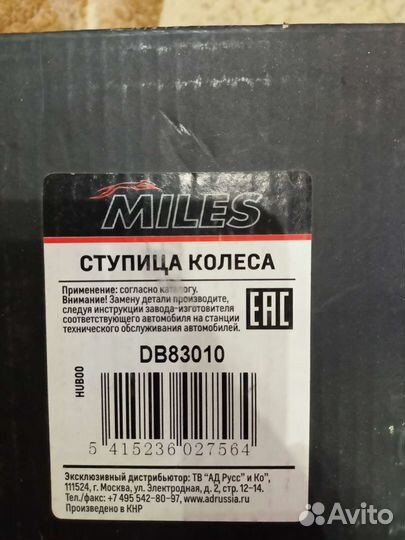 MILES
СТУПИЦА КОЛЕСА
Применение: согласно каталогу.
Внимание! Замену детали производите,
следуя инструкции завода-изготовителя
соответствующего автомобиля на станции
технического обслуживания автомобилей.
EAC
DB83010
HUB00
5 415236 027564
Эксклюзивный дистрибьютор: ТВ "АД Русс" и Ко",
111524, г. Москва, ул. Электродная, д. 2, стр. 12-14.
Тел./факс: +7 495 542-80-97, www.adrussia.ru
Произведено в КНР
Avito